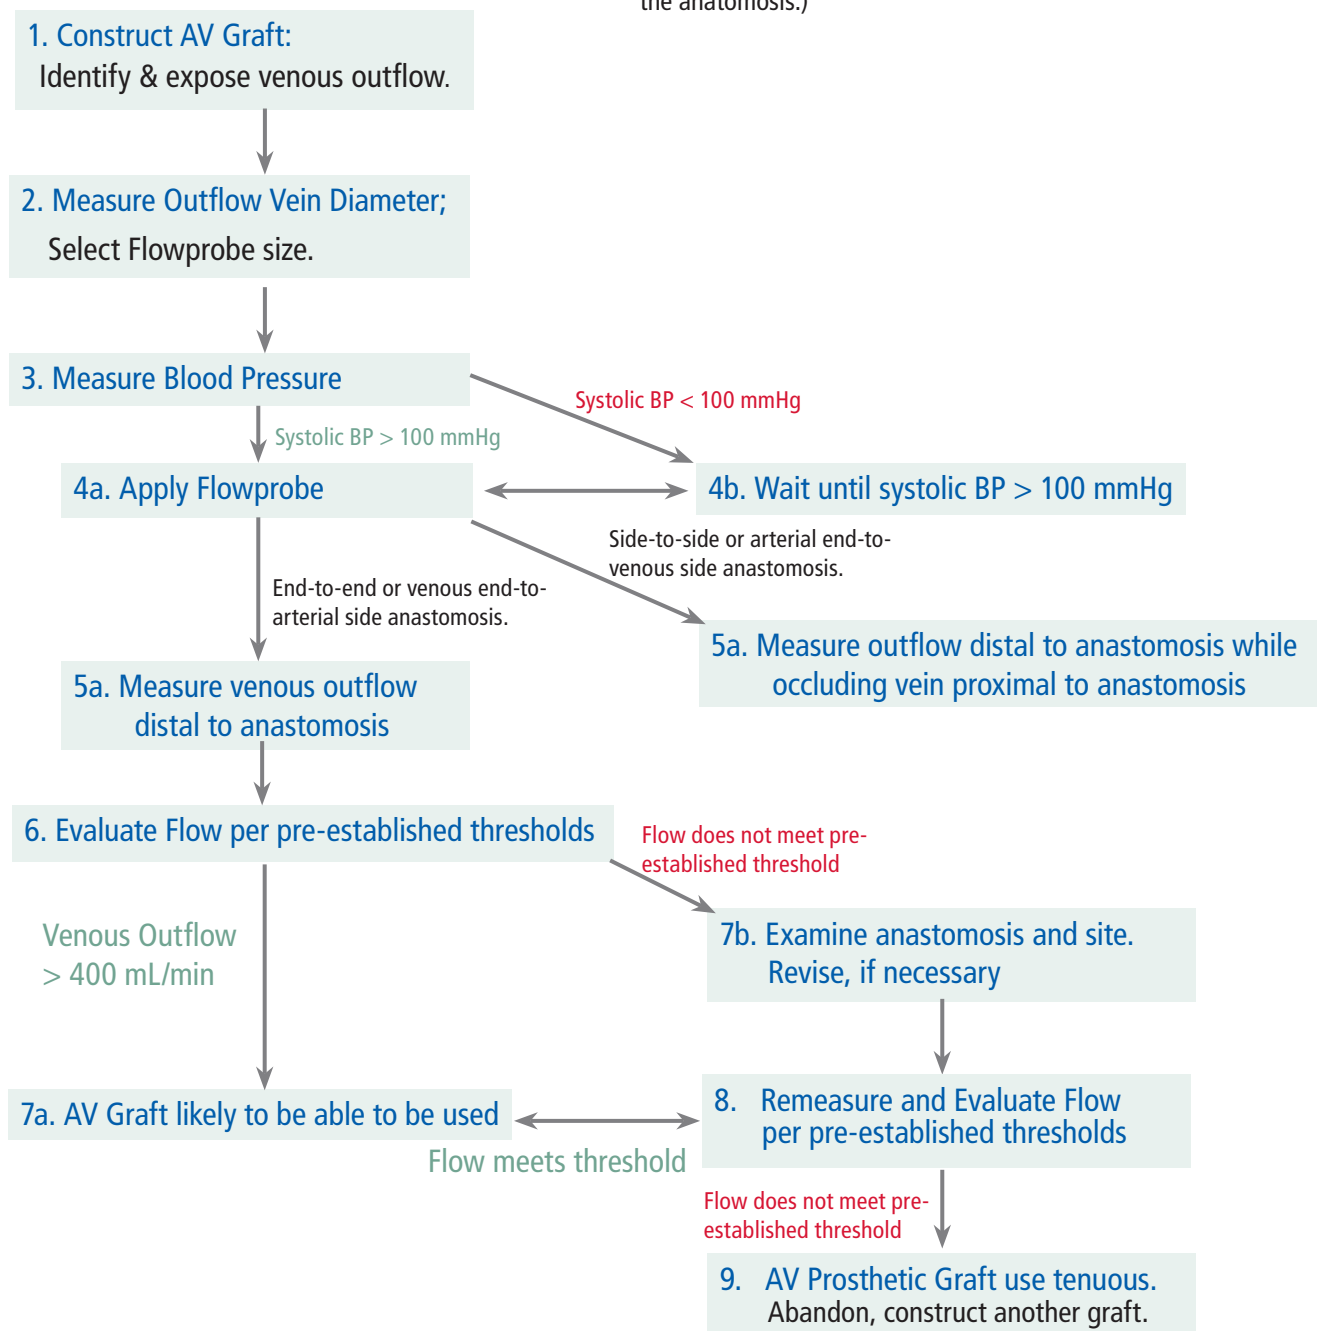 the anatomosis.)
1. Construct AV Graft:
Identify & expose venous outflow.
2. Measure Outflow Vein Diameter;
Select Flowprobe size.
3. Measure Blood Pressure
Systolic BP < 100 mmHg
Systolic BP > 100 mmHg
4a. Apply Flowprobe
4b. Wait until systolic BP > 100 mmHg
Side-to-side or arterial end-to-
venous side anastomosis.
End-to-end or venous end-to-
arterial side anastomosis.
5a. Measure outflow distal to anastomosis while
occluding vein proximal to anastomosis
5a. Measure venous outflow
distal to anastomosis
6. Evaluate Flow per pre-established thresholds
Flow does not meet pre-
established threshold
Venous Outflow
> 400 mL/min
7b. Examine anastomosis and site.
Revise, if necessary
7a. AV Graft likely to be able to be used
8. Remeasure and Evaluate Flow
per pre-established thresholds
Flow meets threshold
Flow does not meet pre-
established threshold
9. AV Prosthetic Graft use tenuous.
Abandon, construct another graft.